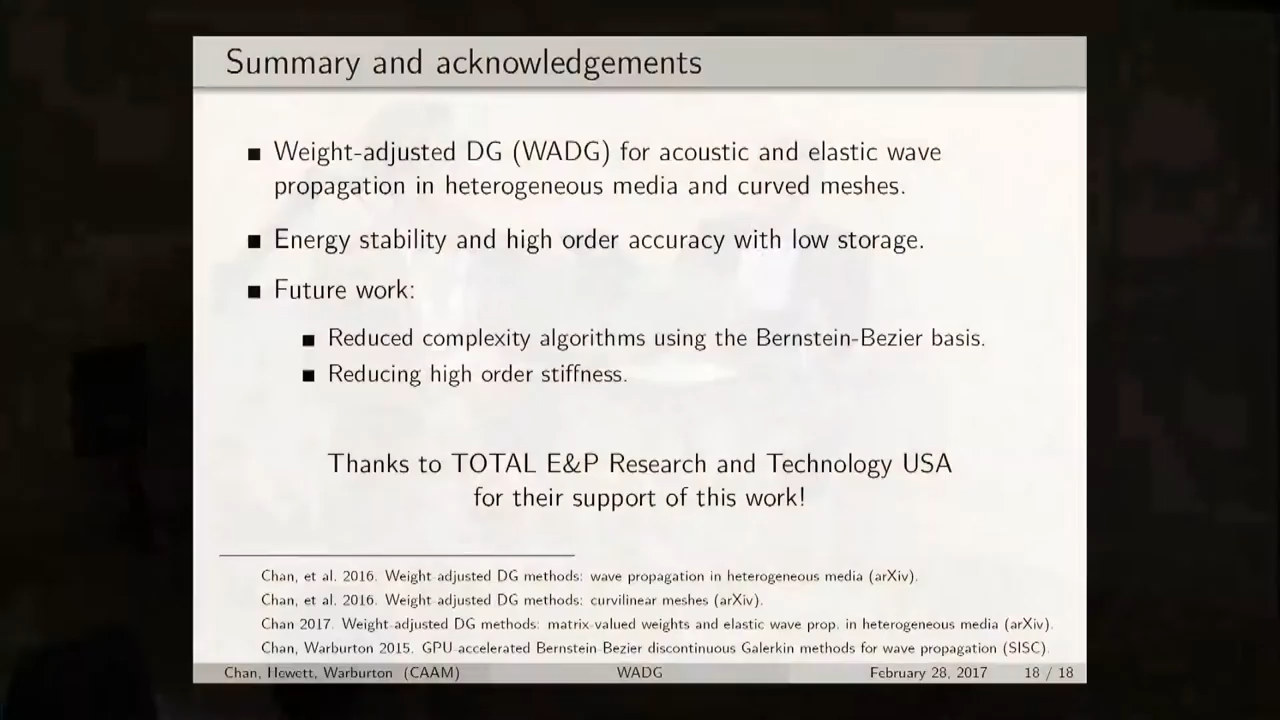 Summary and acknowledgements
■ Weight-adjusted DG (WADG) for acoustic and elastic wave
propagation in heterogeneous media and curved meshes.
■ Energy stability and high order accuracy with low storage.
■ Future work:
■ Reduced complexity algorithms using the Bernstein-Bezier basis.
■ Reducing high order stiffness.
Thanks to TOTAL E&P Research and Technology USA
for their support of this work!
Chan, et al. 2016. Weight adjusted DG methods: wave propagation in heterogeneous media (arXiv).
Chan, et al. 2016. Weight adjusted DG methods: curvilinear meshes (arXiv).
Chan 2017. Weight adjusted DG methods: matrix valued weights and elastic wave prop. in heterogeneous media (arXiv).
Chan, Warburton 2015. GPU accelerated Bernstein Bezier discontinuous Galerkin methods for wave propagation (SISC).
Chan, Hewett, Warburton (CAAM) WADG February 28, 2017 18 / 18